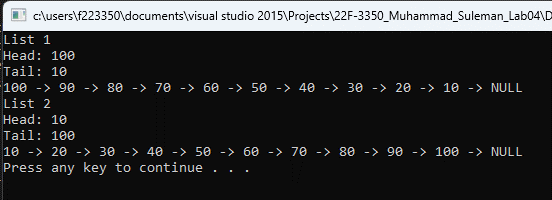 c:\users\f223350\documents\visual studio 2015\Projects\22F-3350_Muhammad_Suleman_Lab04\D
List 1
Head: 100
Tail: 10
100 -> 90 -> 80 -> 70 -> 60 -> 50 -> 40 -> 30 -> 20 -> 10 -> NULL
List 2
Head: 10
Tail: 100
10 -> 20 -> 30 -> 40 -> 50 -> 60 -> 70 -> 80 -> 90 -> 100 -> NULL
Press any key to continue . . .